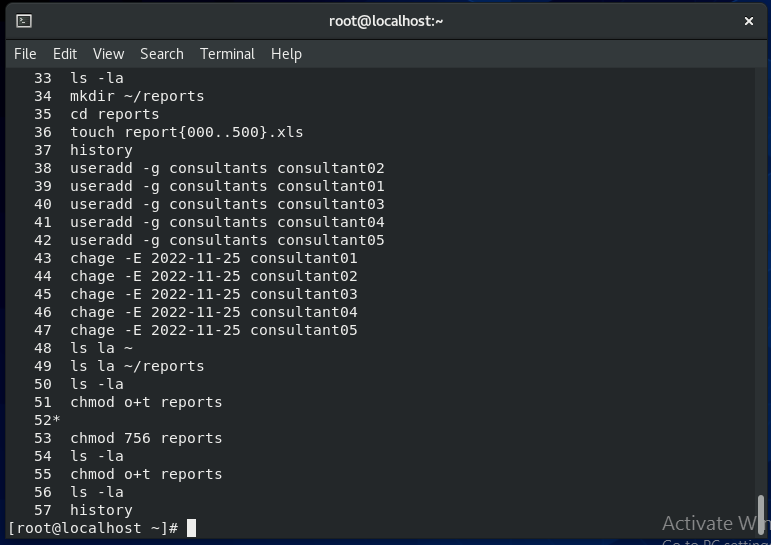 root@localhost:~
File Edit View Search Terminal Help
33 ls -la
34 mkdir ~/reports
35 cd reports
36 touch report{000..500}.xls
37 history
38 useradd -g consultants consultant02
39 useradd -g consultants consultant01
40 useradd -g consultants consultant03
41 useradd -g consultants consultant04
42 useradd -g consultants consultant05
43 chage -E 2022-11-25 consultant01
44 chage -E 2022-11-25 consultant02
45 chage -E 2022-11-25 consultant03
46 chage -E 2022-11-25 consultant04
47 chage -E 2022-11-25 consultant05
48 ls la ~
49 ls la ~/reports
50 ls -la
51 chmod o+t reports
52*
53 chmod 756 reports
54 ls -la
55 chmod o+t reports
56 ls -la
57 history
[root@localhost ~]#
Activate Win
Go to PC setting